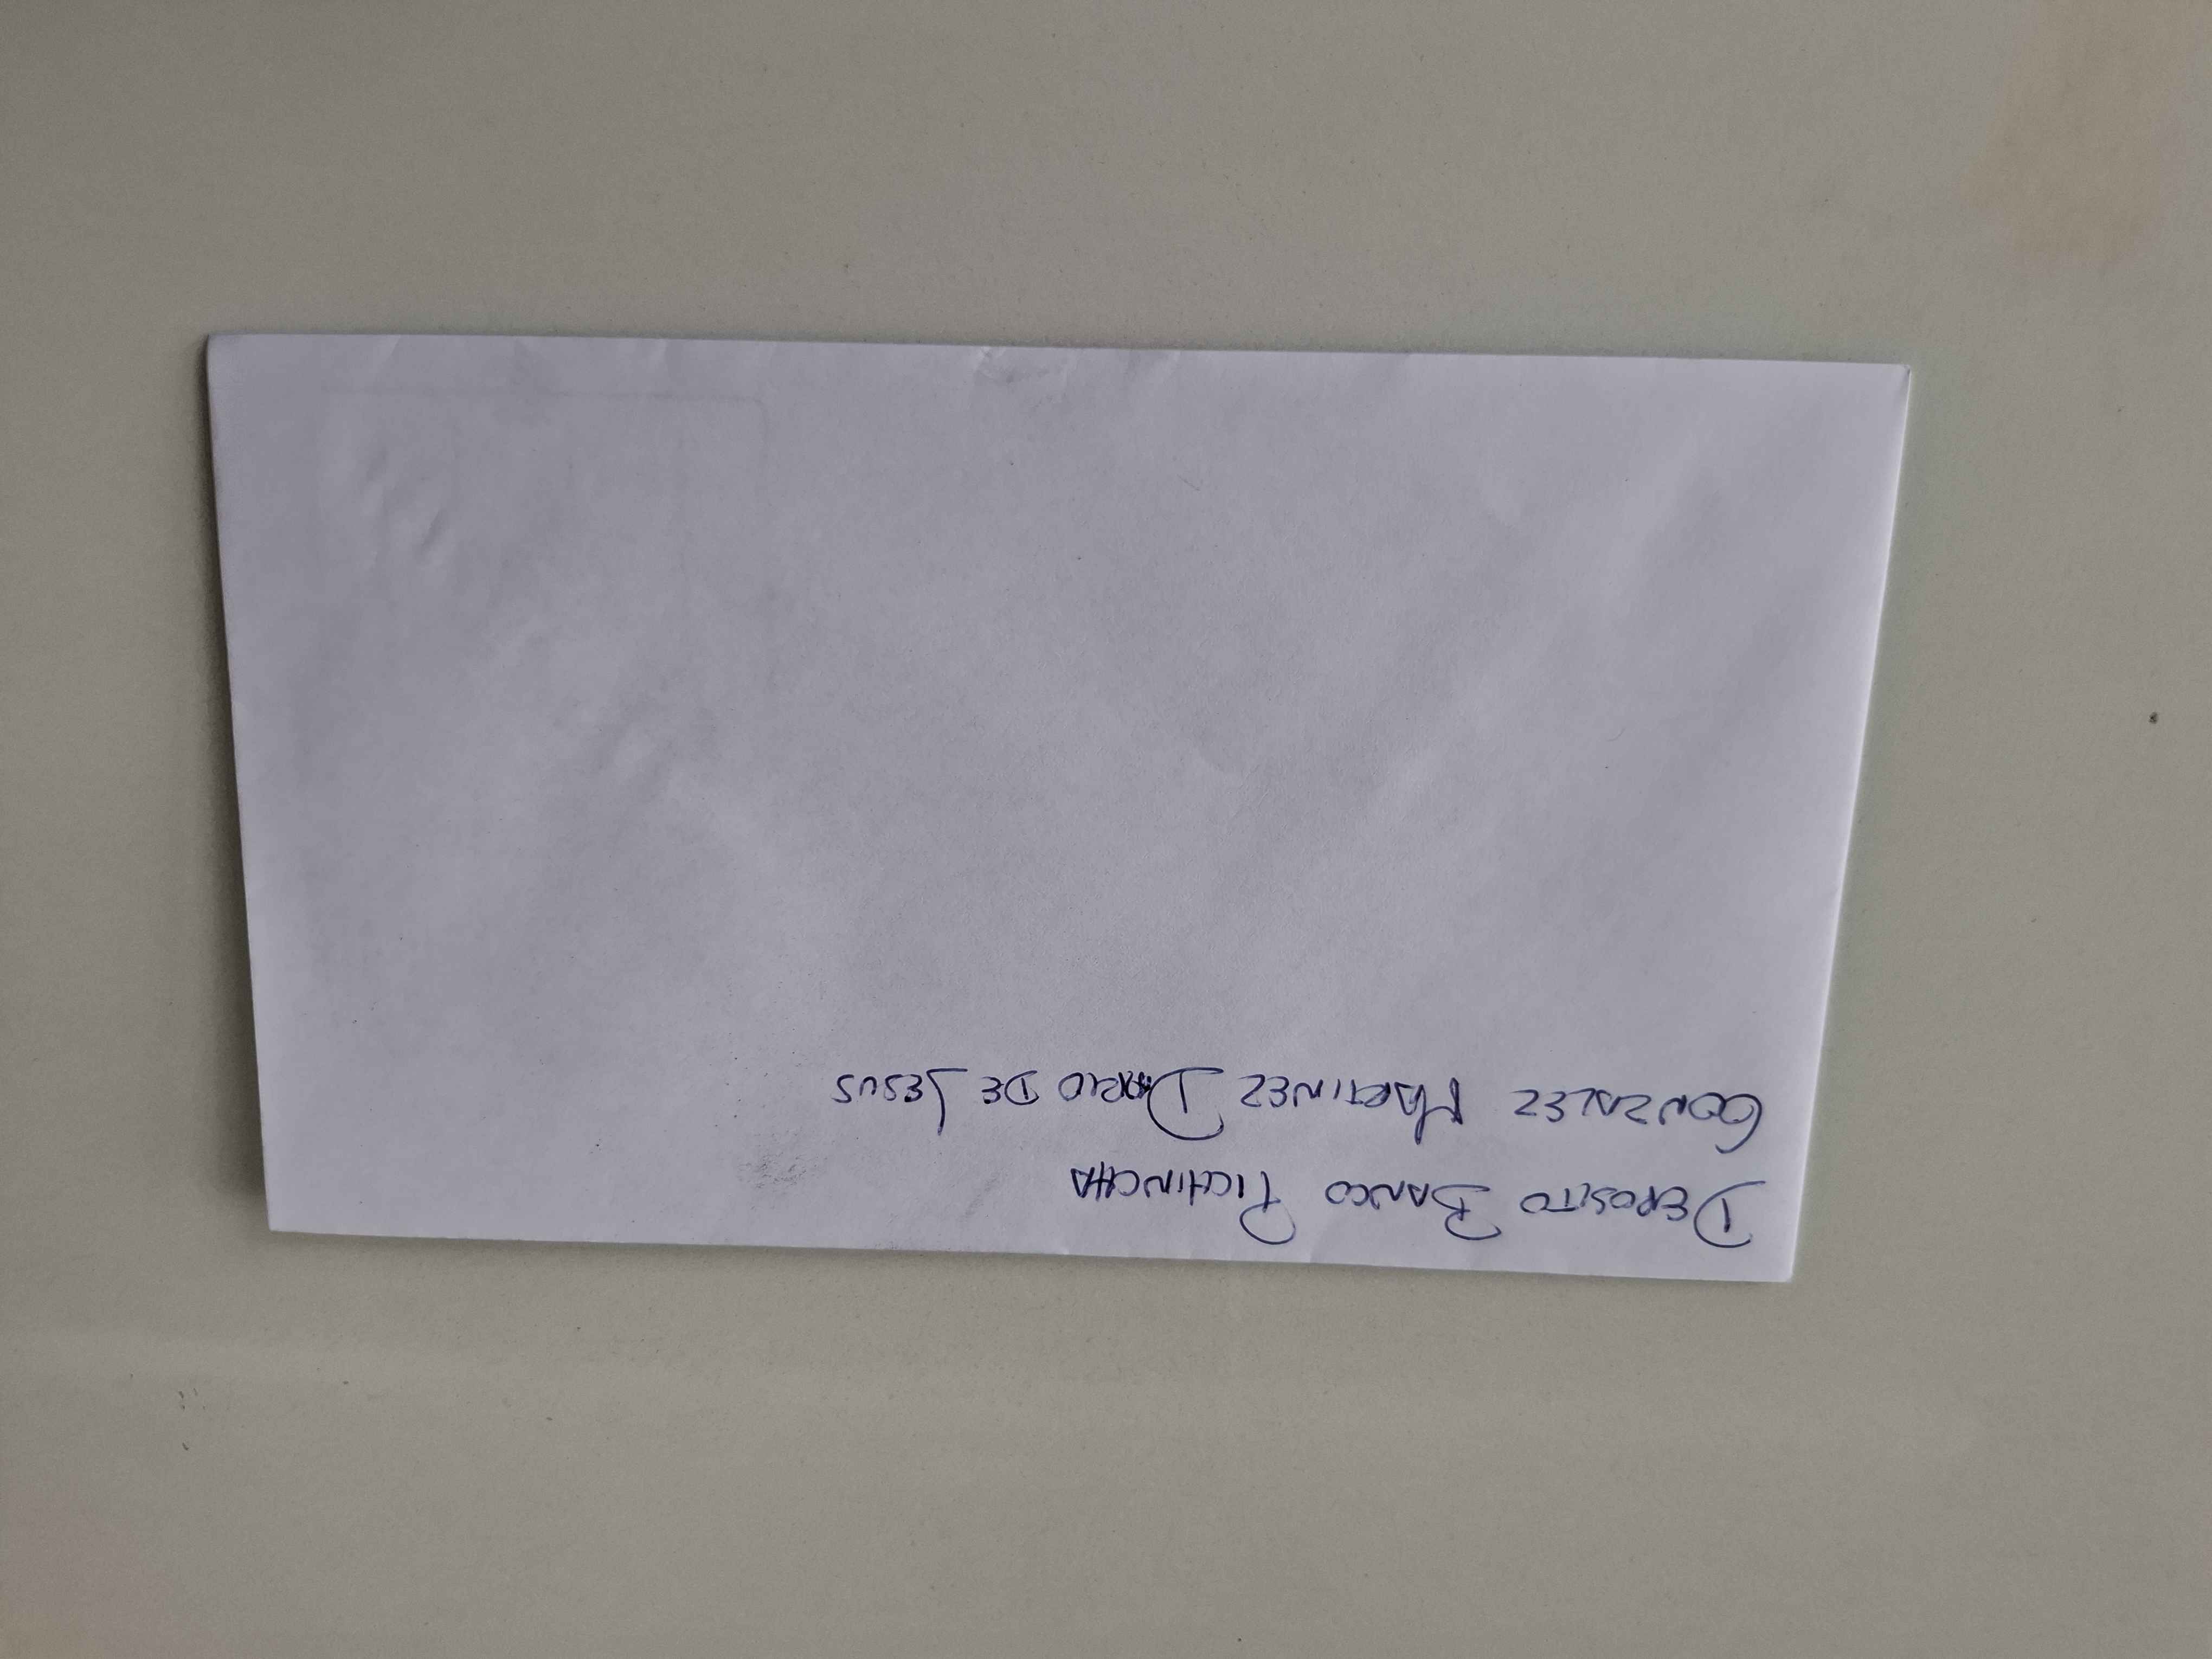 DEPOSITO BANCO PICHINCHA
GONZALEZ MARTINEZ DARIO DE JESUS